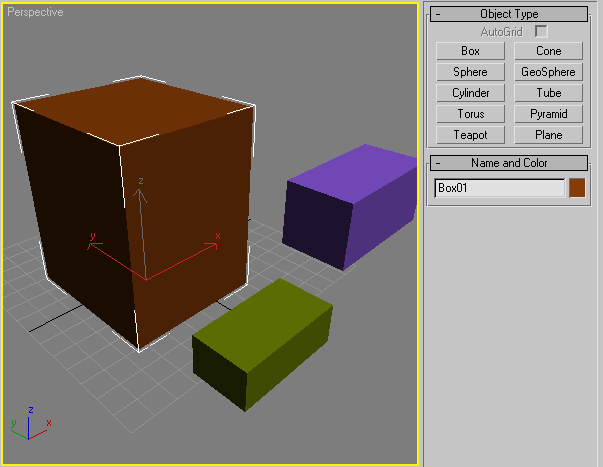 Perspective
z
y x
z
y x
- Object Type
AutoGrid
Box Cone
Sphere GeoSphere
Cylinder Tube
Torus Pyramid
Teapot Plane
- Name and Color
Box01